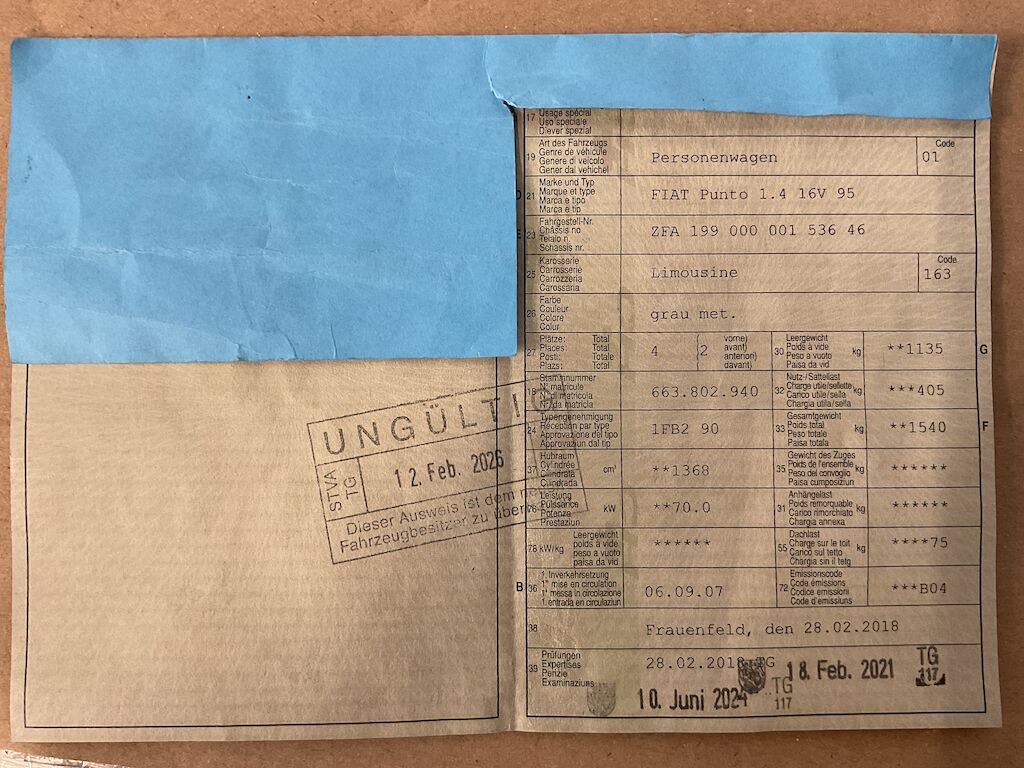 17 Usage spécial
Uso speciale
Diever spezial
19 Art des Fahrzeugs
Genre de véhicule
Genere di veicolo
Gener dal vehichel
Personenwagen
Code
01
21 Marke und Typ
Marque et type
Marca e tipo
Marca e tip
FIAT Punto 1.4 16V 95
23 Fahrgestell-Nr.
Châssis no
Telaio n.
Schassis nr.
ZFA 199 000 001 536 46
25 Karosserie
Carrosserie
Carrozzeria
Carossaria
Limousine
Code
163
26 Farbe
Couleur
Colore
Colur
grau met.
27 Plätze: Total
Places: Total
Posti: Totale
Plazs: Total
4
(2
vorne)
avant)
anteriori)
davant)
30 Leergewicht
Poids à vide
Peso a vuoto
Paisa da vid
kg
**1135
G
18 Stammnummer
N° matricule
N° di matricola
Nr. da matricla
663.802.940
32 Nutz-/Sattellast
Charge utile/sellette
Carico utile/sella
Chargia utila/sella
kg
***405
24 Typengenehmigung
Réception par type
Approvazione del tipo
Approvaziun dal tip
1FB2 90
33 Gesamtgewicht
Poids total
Peso totale
Paisa totala
kg
**1540
F
37 Hubraum
Cylindrée
Cilindrata
Cilindrada
cm³
**1368
35 Gewicht des Zuges
Poids de l'ensemble
Peso del convoglio
Paisa cumposiziun
kg
******
76 Leistung
Puissance
Potenza
Prestaziun
kW
**70.0
31 Anhängelast
Poids remorquable
Carico rimorchiato
Chargia annexa
kg
******
78 kW/kg
Leergewicht
poids à vide
peso a vuoto
paisa da vid
******
55 Dachlast
Charge sur le toit
Carico sul tetto
Chargia sin il tetg
kg
****75
B 36 1. Inverkehrsetzung
1re mise en circulation
1a messa in circolazione
1. entrada en circulaziun
06.09.07
72 Emissionscode
Code émissions
Codice emissioni
Code d'emissiuns
***B04
38
Frauenfeld, den 28.02.2018
39 Prüfungen
Expertises
Perizie
Examinaziuns
28.02.2018 TG
18. Feb. 2021
TG
117
10. Juni 2024
TG
117
UNGÜLTIG
STVA
TG
12. Feb. 2026
Dieser Ausweis ist dem
Fahrzeugbesitzer zu